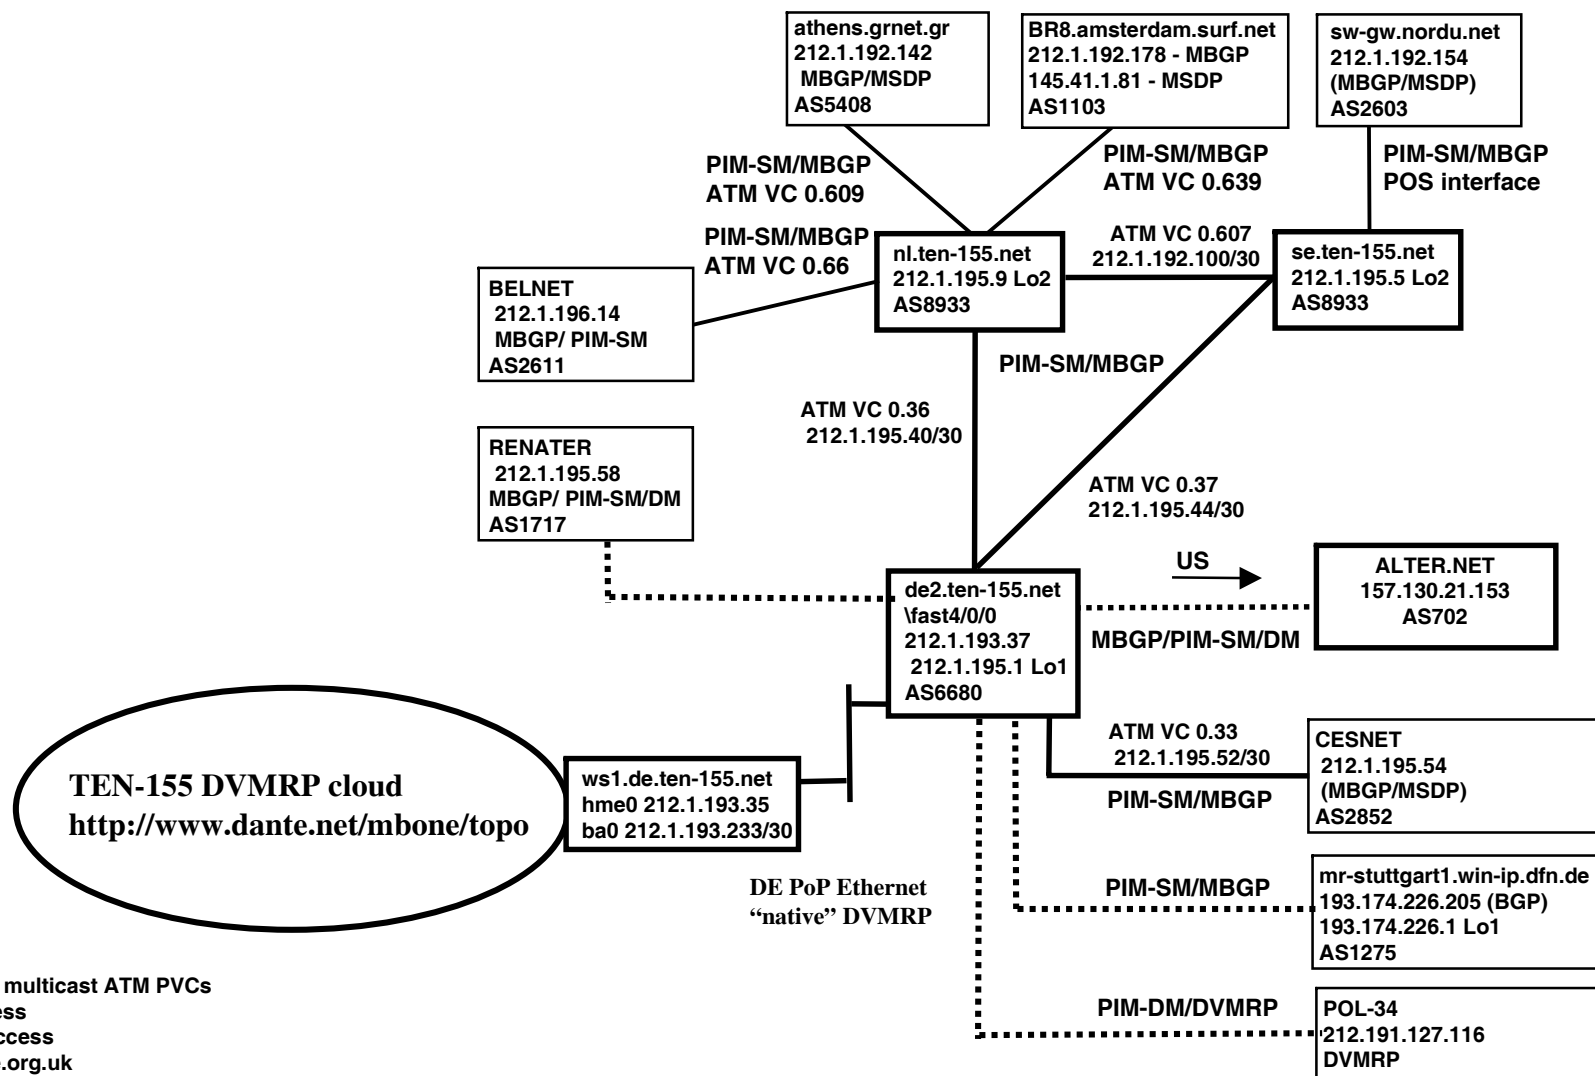 athens.grnet.gr
212.1.192.142
MBGP/MSDP
AS5408
BR8.amsterdam.surf.net
212.1.192.178 - MBGP
145.41.1.81 - MSDP
AS1103
sw-gw.nordu.net
212.1.192.154
(MBGP/MSDP)
AS2603
PIM-SM/MBGP
ATM VC 0.609
PIM-SM/MBGP
ATM VC 0.639
PIM-SM/MBGP
POS interface
PIM-SM/MBGP
ATM VC 0.66
nl.ten-155.net
212.1.195.9 Lo2
AS8933
ATM VC 0.607
212.1.192.100/30
se.ten-155.net
212.1.195.5 Lo2
AS8933
BELNET
212.1.196.14
MBGP/ PIM-SM
AS2611
PIM-SM/MBGP
ATM VC 0.36
212.1.195.40/30
RENATER
212.1.195.58
MBGP/ PIM-SM/DM
AS1717
ATM VC 0.37
212.1.195.44/30
US
de2.ten-155.net
\fast4/0/0
212.1.193.37
212.1.195.1 Lo1
AS6680
ALTER.NET
157.130.21.153
AS702
MBGP/PIM-SM/DM
TEN-155 DVMRP cloud
http://www.dante.net/mbone/topo
ws1.de.ten-155.net
hme0 212.1.193.35
ba0 212.1.193.233/30
ATM VC 0.33
212.1.195.52/30
PIM-SM/MBGP
CESNET
212.1.195.54
(MBGP/MSDP)
AS2852
DE PoP Ethernet
“native” DVMRP
PIM-SM/MBGP
mr-stuttgart1.win-ip.dfn.de
193.174.226.205 (BGP)
193.174.226.1 Lo1
AS1275
PIM-DM/DVMRP
POL-34
212.191.127.116
DVMRP
multicast ATM PVCs
ess
ccess
e.org.uk